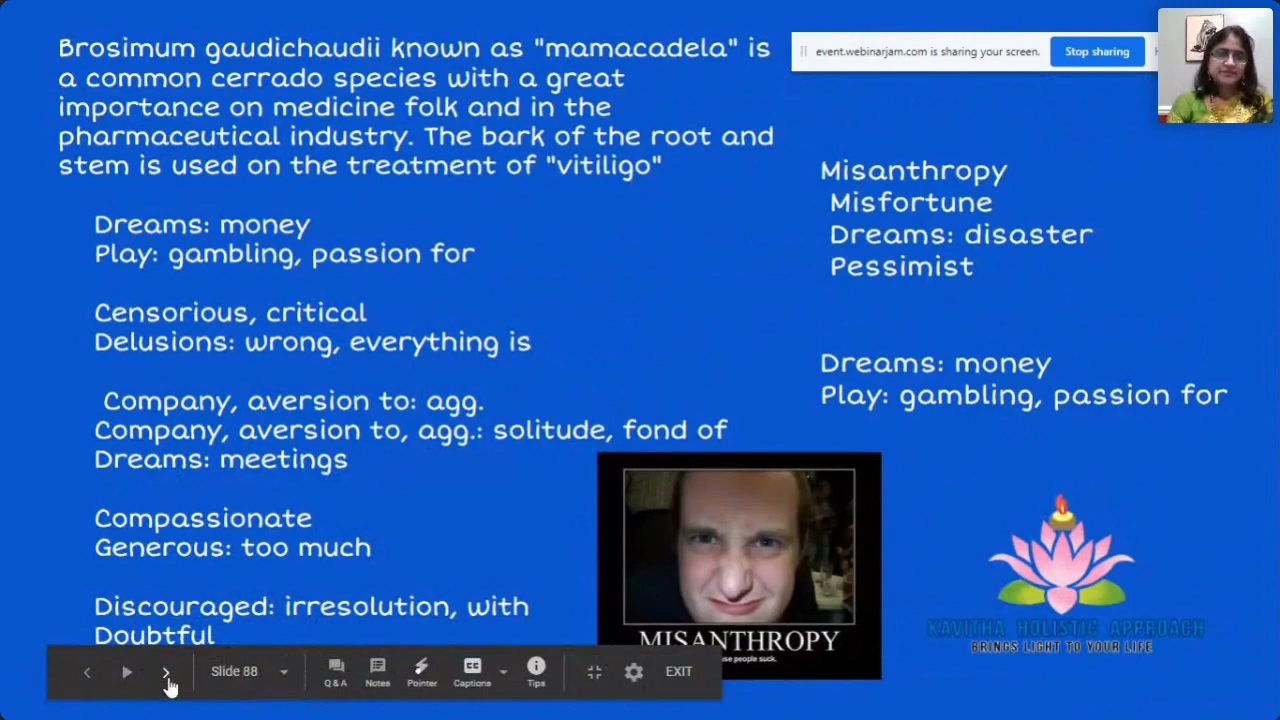 Brosimum gaudichaudii known as "mamacadela" is
a common cerrado species with a great
importance on medicine folk and in the
pharmaceutical industry. The bark of the root and
stem is used on the treatment of "vitiligo"
Dreams: money
Play: gambling, passion for
Censorious, critical
Delusions: wrong, everything is
Company, aversion to: agg.
Company, aversion to, agg.: solitude, fond of
Dreams: meetings
Compassionate
Generous: too much
Discouraged: irresolution, with
Doubtful
event.webinarjam.com is sharing your screen.
Stop sharing
Misanthropy
Misfortune
Dreams: disaster
Pessimist
Dreams: money
Play: gambling, passion for
MISANTHROPY
people suck.
KAVITHA HOLISTIC APPROACH
BRINGS LIGHT TO YOUR LIFE
Slide 88
Q & A
Notes
Pointer
Captions
Tips
EXIT